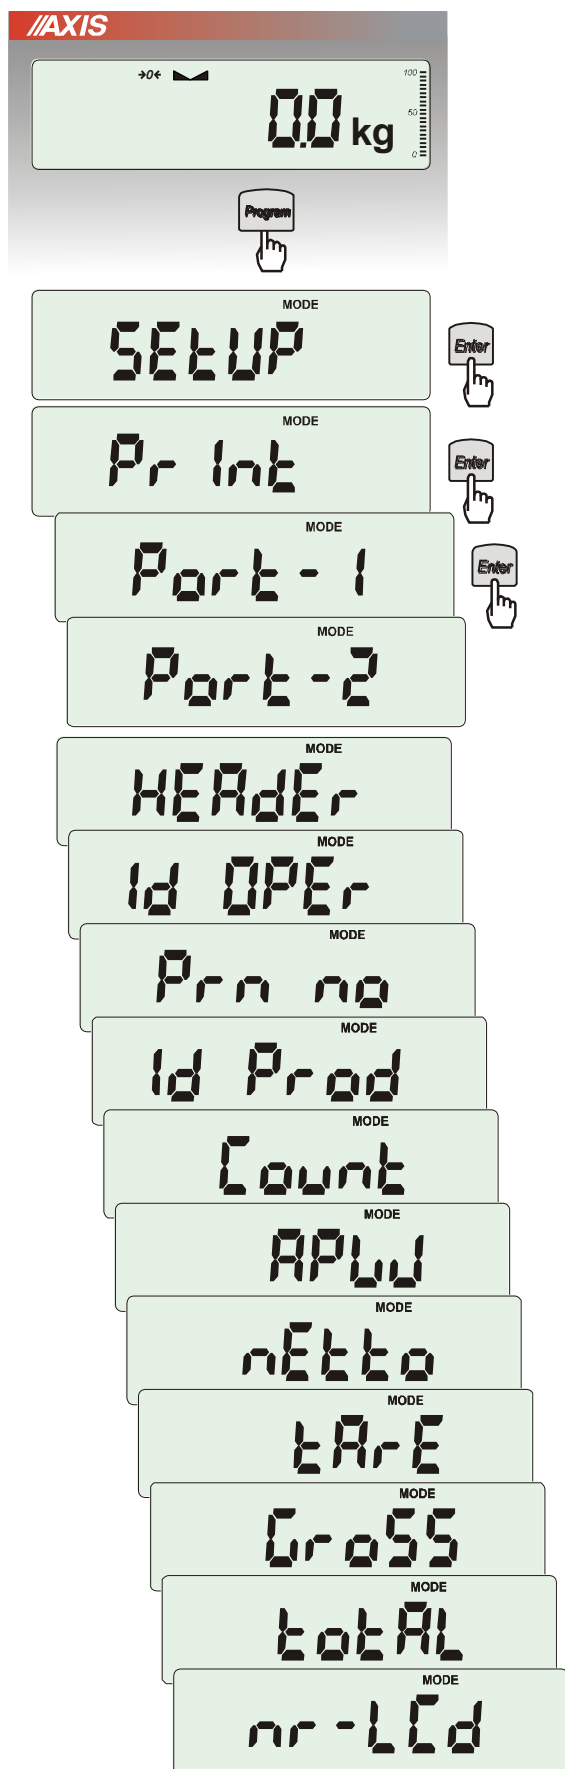 AXIS
→0←
100
50
0
0.0 kg
Program
MODE
SEtUP
Enter
MODE
PrInt
Enter
MODE
Port-1
Enter
MODE
Port-2
MODE
HEAdEr
MODE
Id OPEr
MODE
Prn no
MODE
Id Prod
MODE
Count
MODE
APW
MODE
nEtto
MODE
tArE
MODE
GroSS
MODE
totAL
MODE
nr-LCd